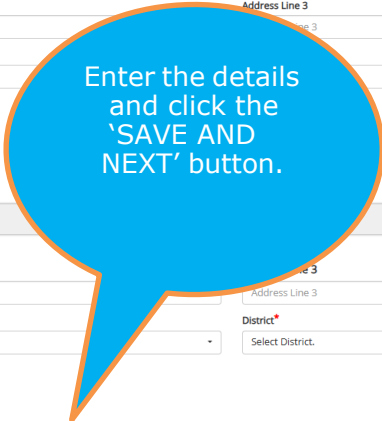 Address Line 3
Enter the details
and click the
‘SAVE AND
NEXT’ button.
Address Line 3
District*
Select District.